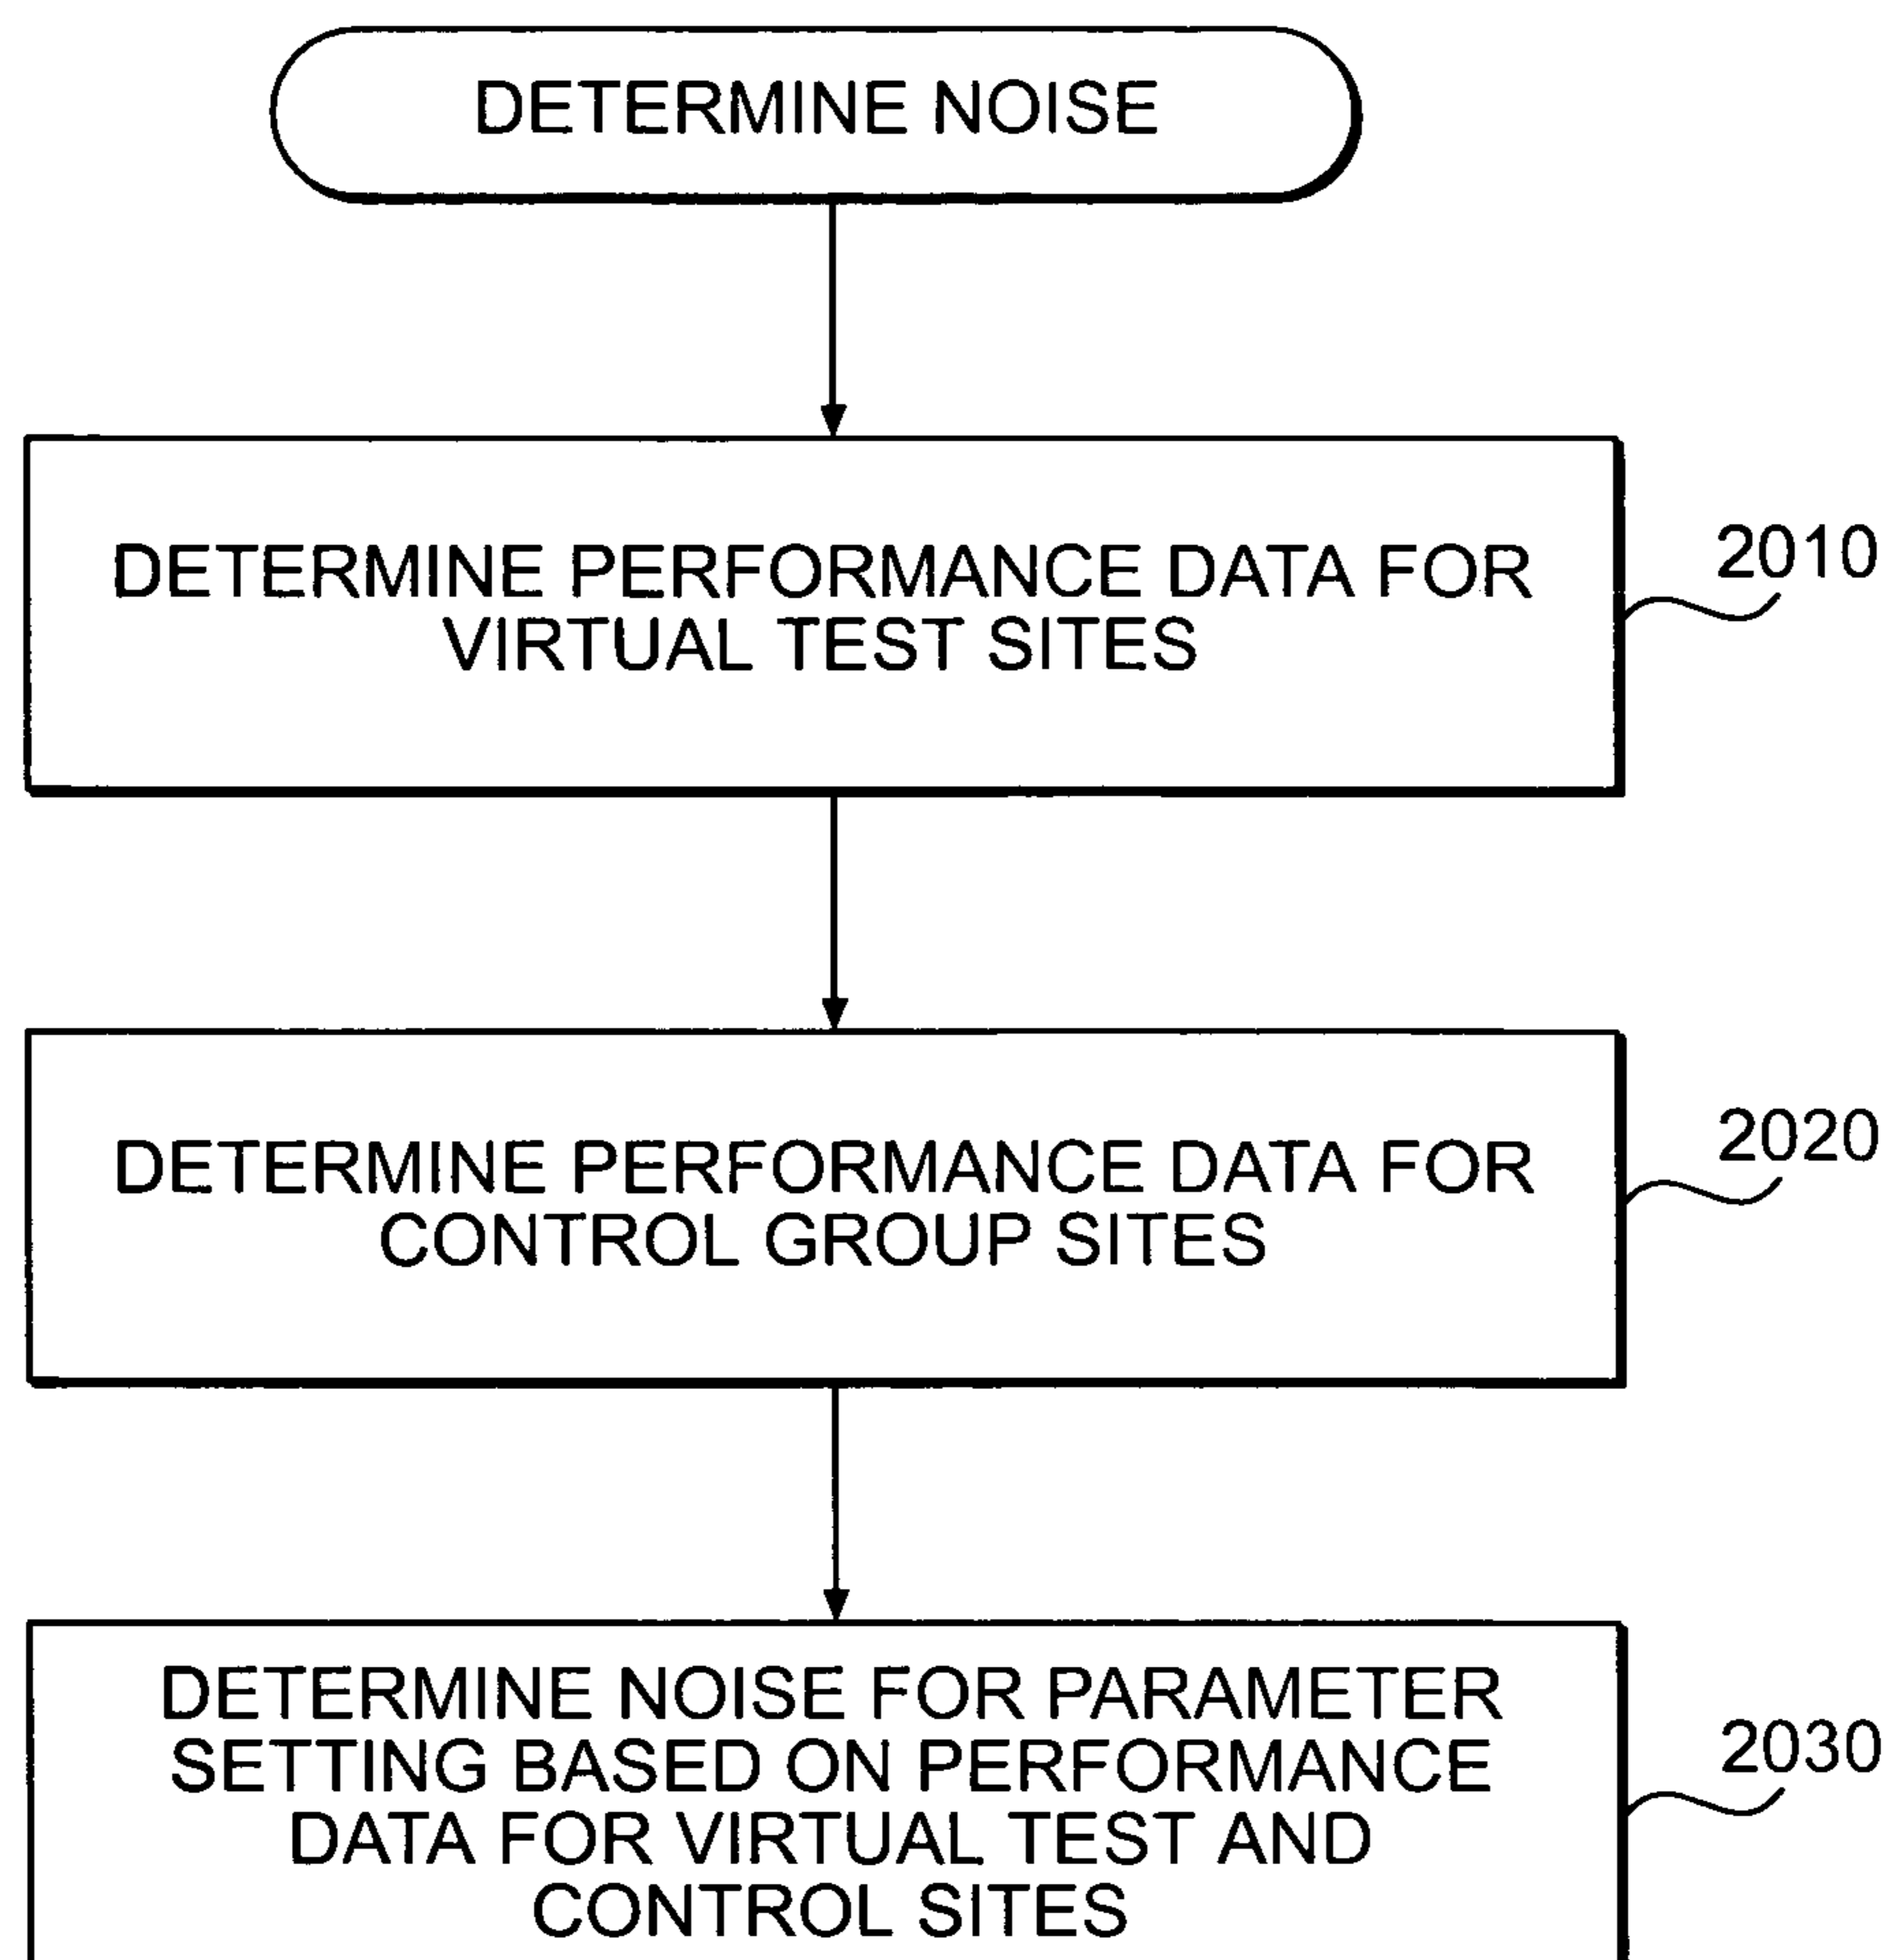 DETERMINE NOISE
DETERMINE PERFORMANCE DATA FOR
VIRTUAL TEST SITES
2010
DETERMINE PERFORMANCE DATA FOR
CONTROL GROUP SITES
2020
DETERMINE NOISE FOR PARAMETER
SETTING BASED ON PERFORMANCE
DATA FOR VIRTUAL TEST AND
CONTROL SITES
2030